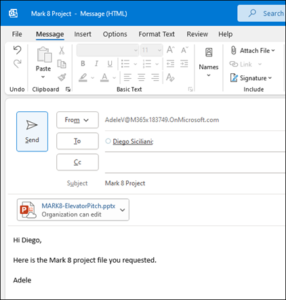 Mark 8 Project - Message (HTML)
File Message Insert Options Format Text Review Help
Paste
Clipboard
B I U
Basic Text
Names
Attach File
Link
Signature
Include
Send
From AdeleV@M365x183749.OnMicrosoft.com
To Diego Siciliani;
Cc
Subject Mark 8 Project
MARK8-ElevatorPitch.pptx
Organization can edit
Hi Diego,
Here is the Mark 8 project file you requested.
Adele